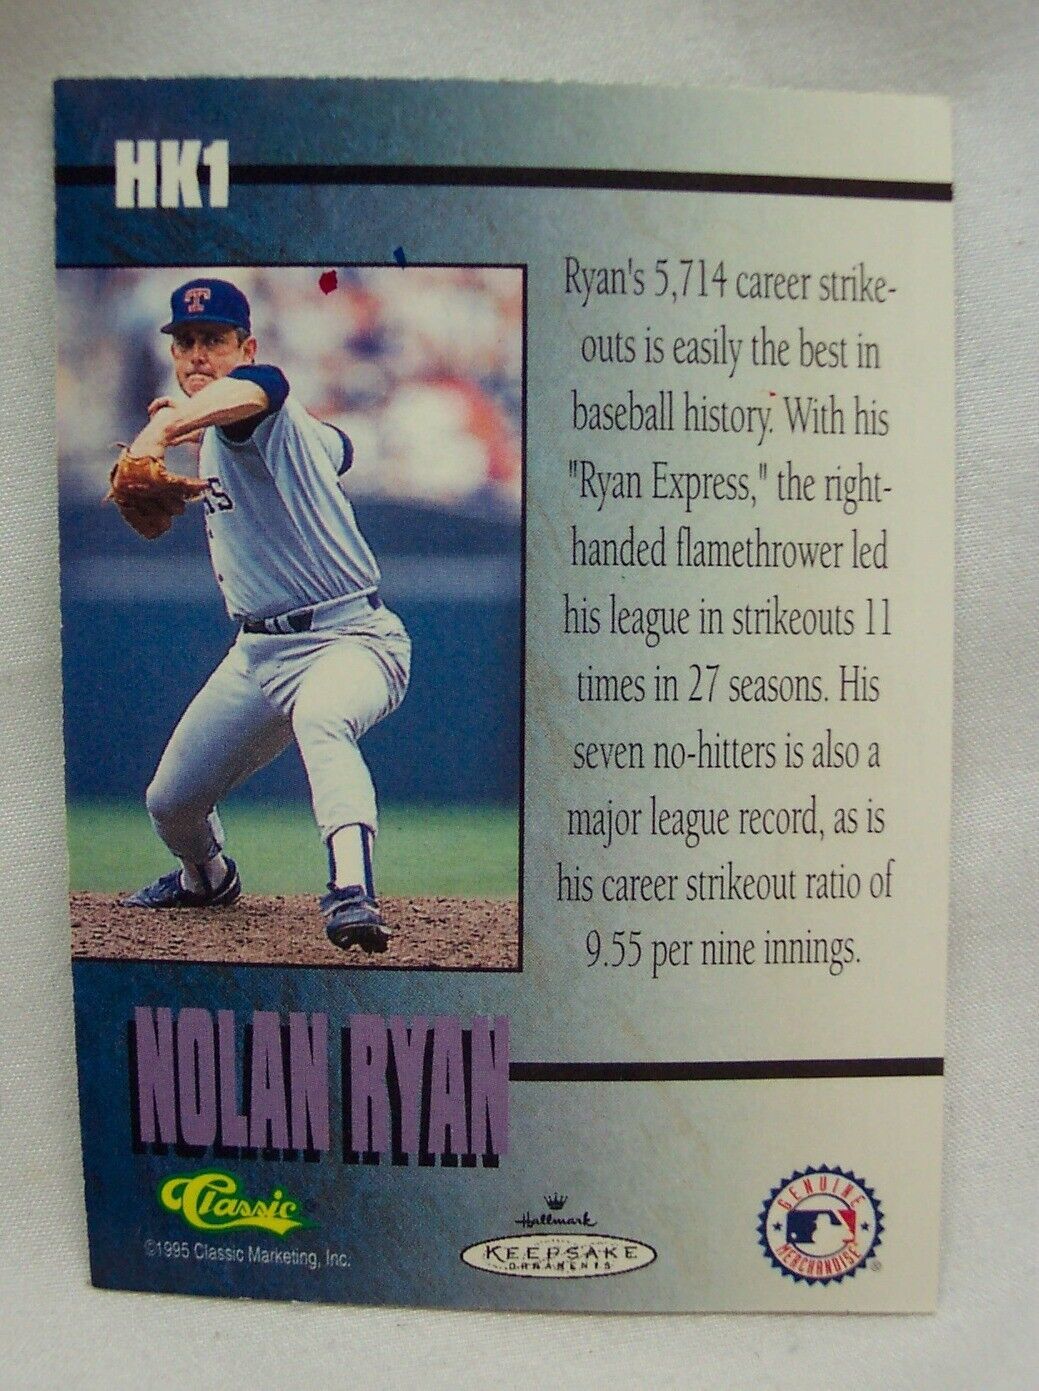 HK1
T
Ryan's 5,714 career strike-
outs is easily the best in
baseball history. With his
"Ryan Express," the right-
handed flamethrower led
his league in strikeouts 11
times in 27 seasons. His
seven no-hitters is also a
major league record, as is
his career strikeout ratio of
9.55 per nine innings.
NOLAN RYAN
Classic®
©1995 Classic Marketing, Inc.
Hallmark
KEEPSAKE
ORNAMENTS
GENUINE
MERCHANDISE
®